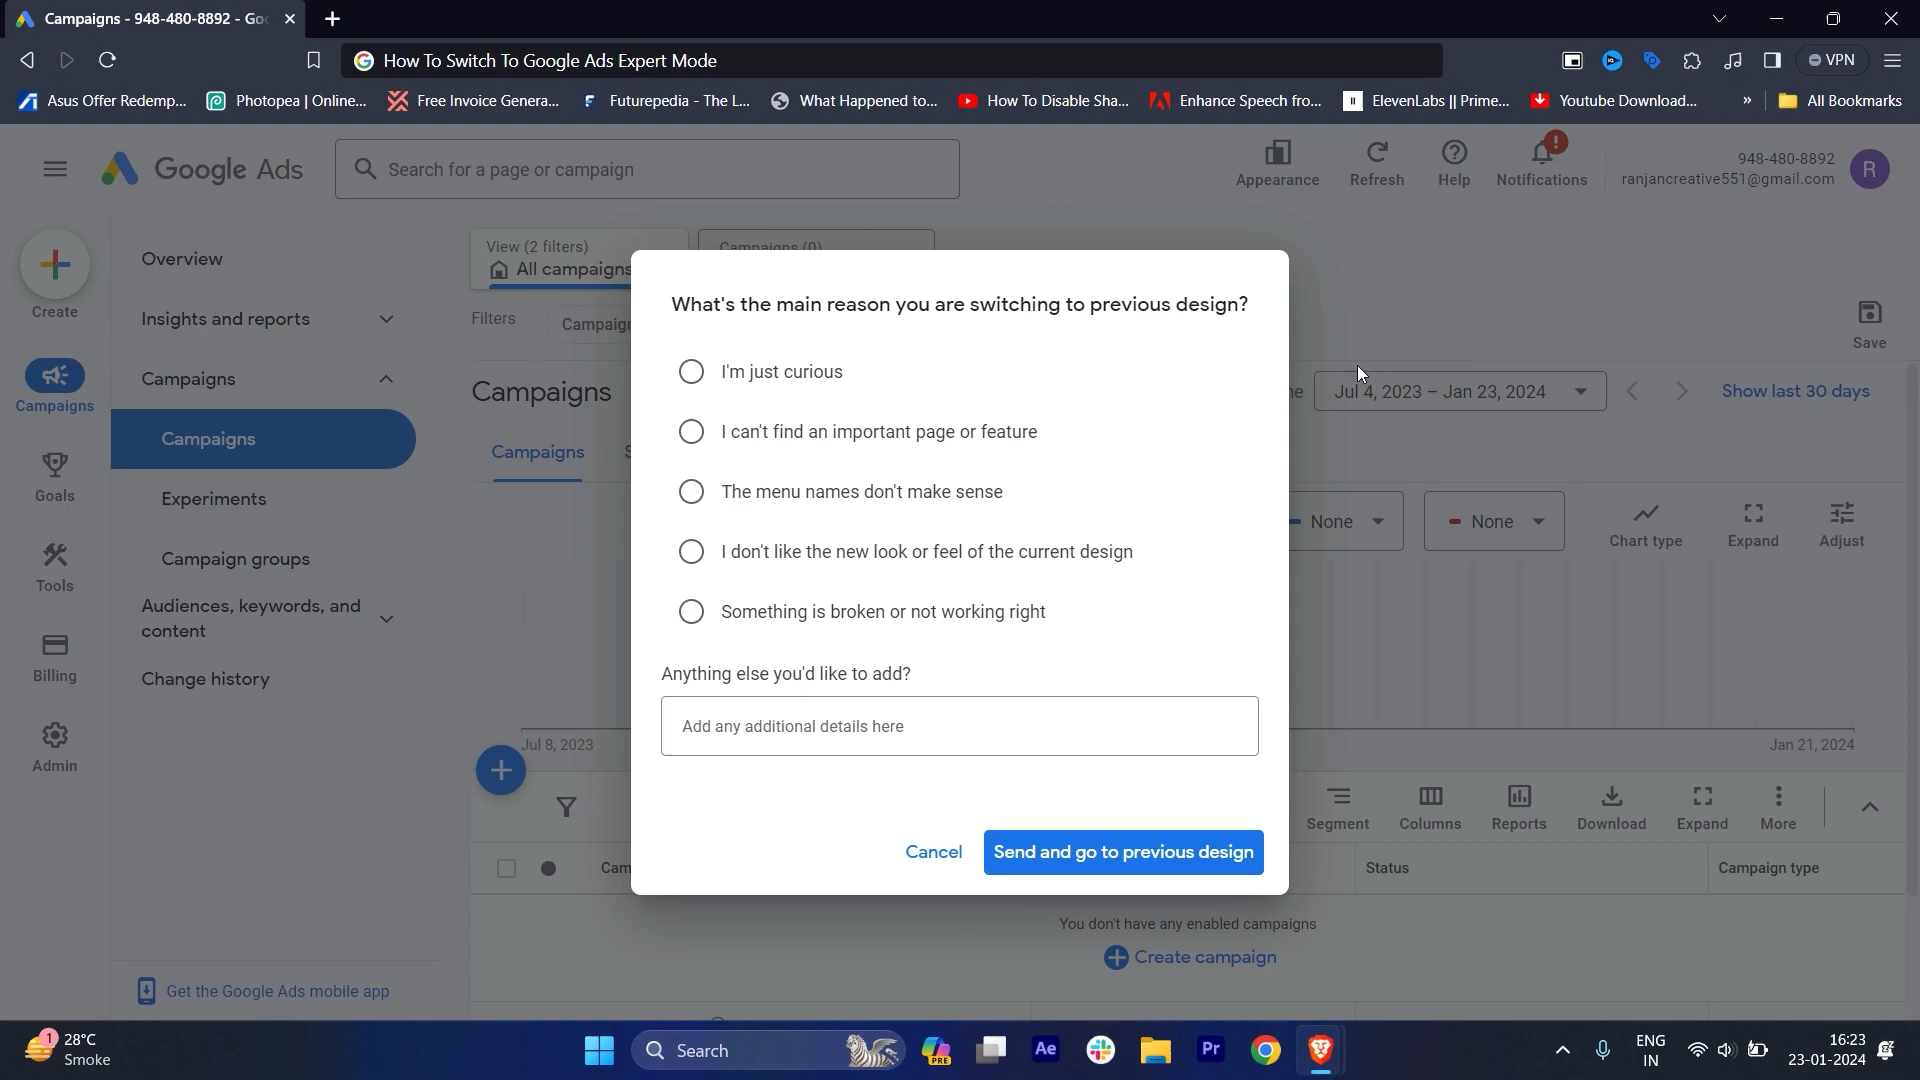 Campaigns - 948-480-8892 - Goo
How To Switch To Google Ads Expert Mode
VPN
Asus Offer Redemp...
Photopea | Online...
Free Invoice Genera...
Futurepedia - The L...
What Happened to...
How To Disable Sha...
Enhance Speech fro...
ElevenLabs || Prime...
Youtube Download...
»
All Bookmarks
Google Ads
Search for a page or campaign
Appearance
Refresh
Help
Notifications
948-480-8892
ranjancreative551@gmail.com
R
Create
Campaigns
Goals
Tools
Billing
Admin
Overview
Insights and reports
Campaigns
Campaigns
Experiments
Campaign groups
Audiences, keywords, and
content
Change history
Get the Google Ads mobile app
View (2 filters)
All campaigns
Campaigns (0)
Filters
Save
Campaigns
Jul 4, 2023 – Jan 23, 2024
Show last 30 days
Campaigns
None
None
Chart type
Expand
Adjust
Jul 8, 2023
Jan 21, 2024
What's the main reason you are switching to previous design?
I'm just curious
I can't find an important page or feature
The menu names don't make sense
I don't like the new look or feel of the current design
Something is broken or not working right
Anything else you'd like to add?
Add any additional details here
Cancel
Send and go to previous design
Segment
Columns
Reports
Download
Expand
More
Status
Campaign type
You don't have any enabled campaigns
Create campaign
1
28°C
Smoke
Search
PRE
Ae
Pr
ENG
IN
16:23
23-01-2024